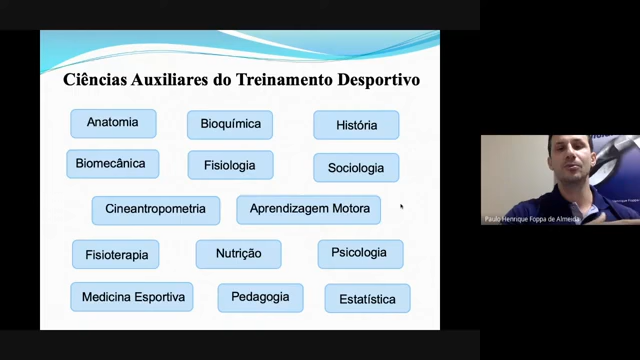 Ciências Auxiliares do Treinamento Desportivo
Anatomia
Bioquímica
História
Biomecânica
Fisiologia
Sociologia
Cineantropometria
Aprendizagem Motora
Fisioterapia
Nutrição
Psicologia
Medicina Esportiva
Pedagogia
Estatística
Paulo Henrique Foppa de Almeida